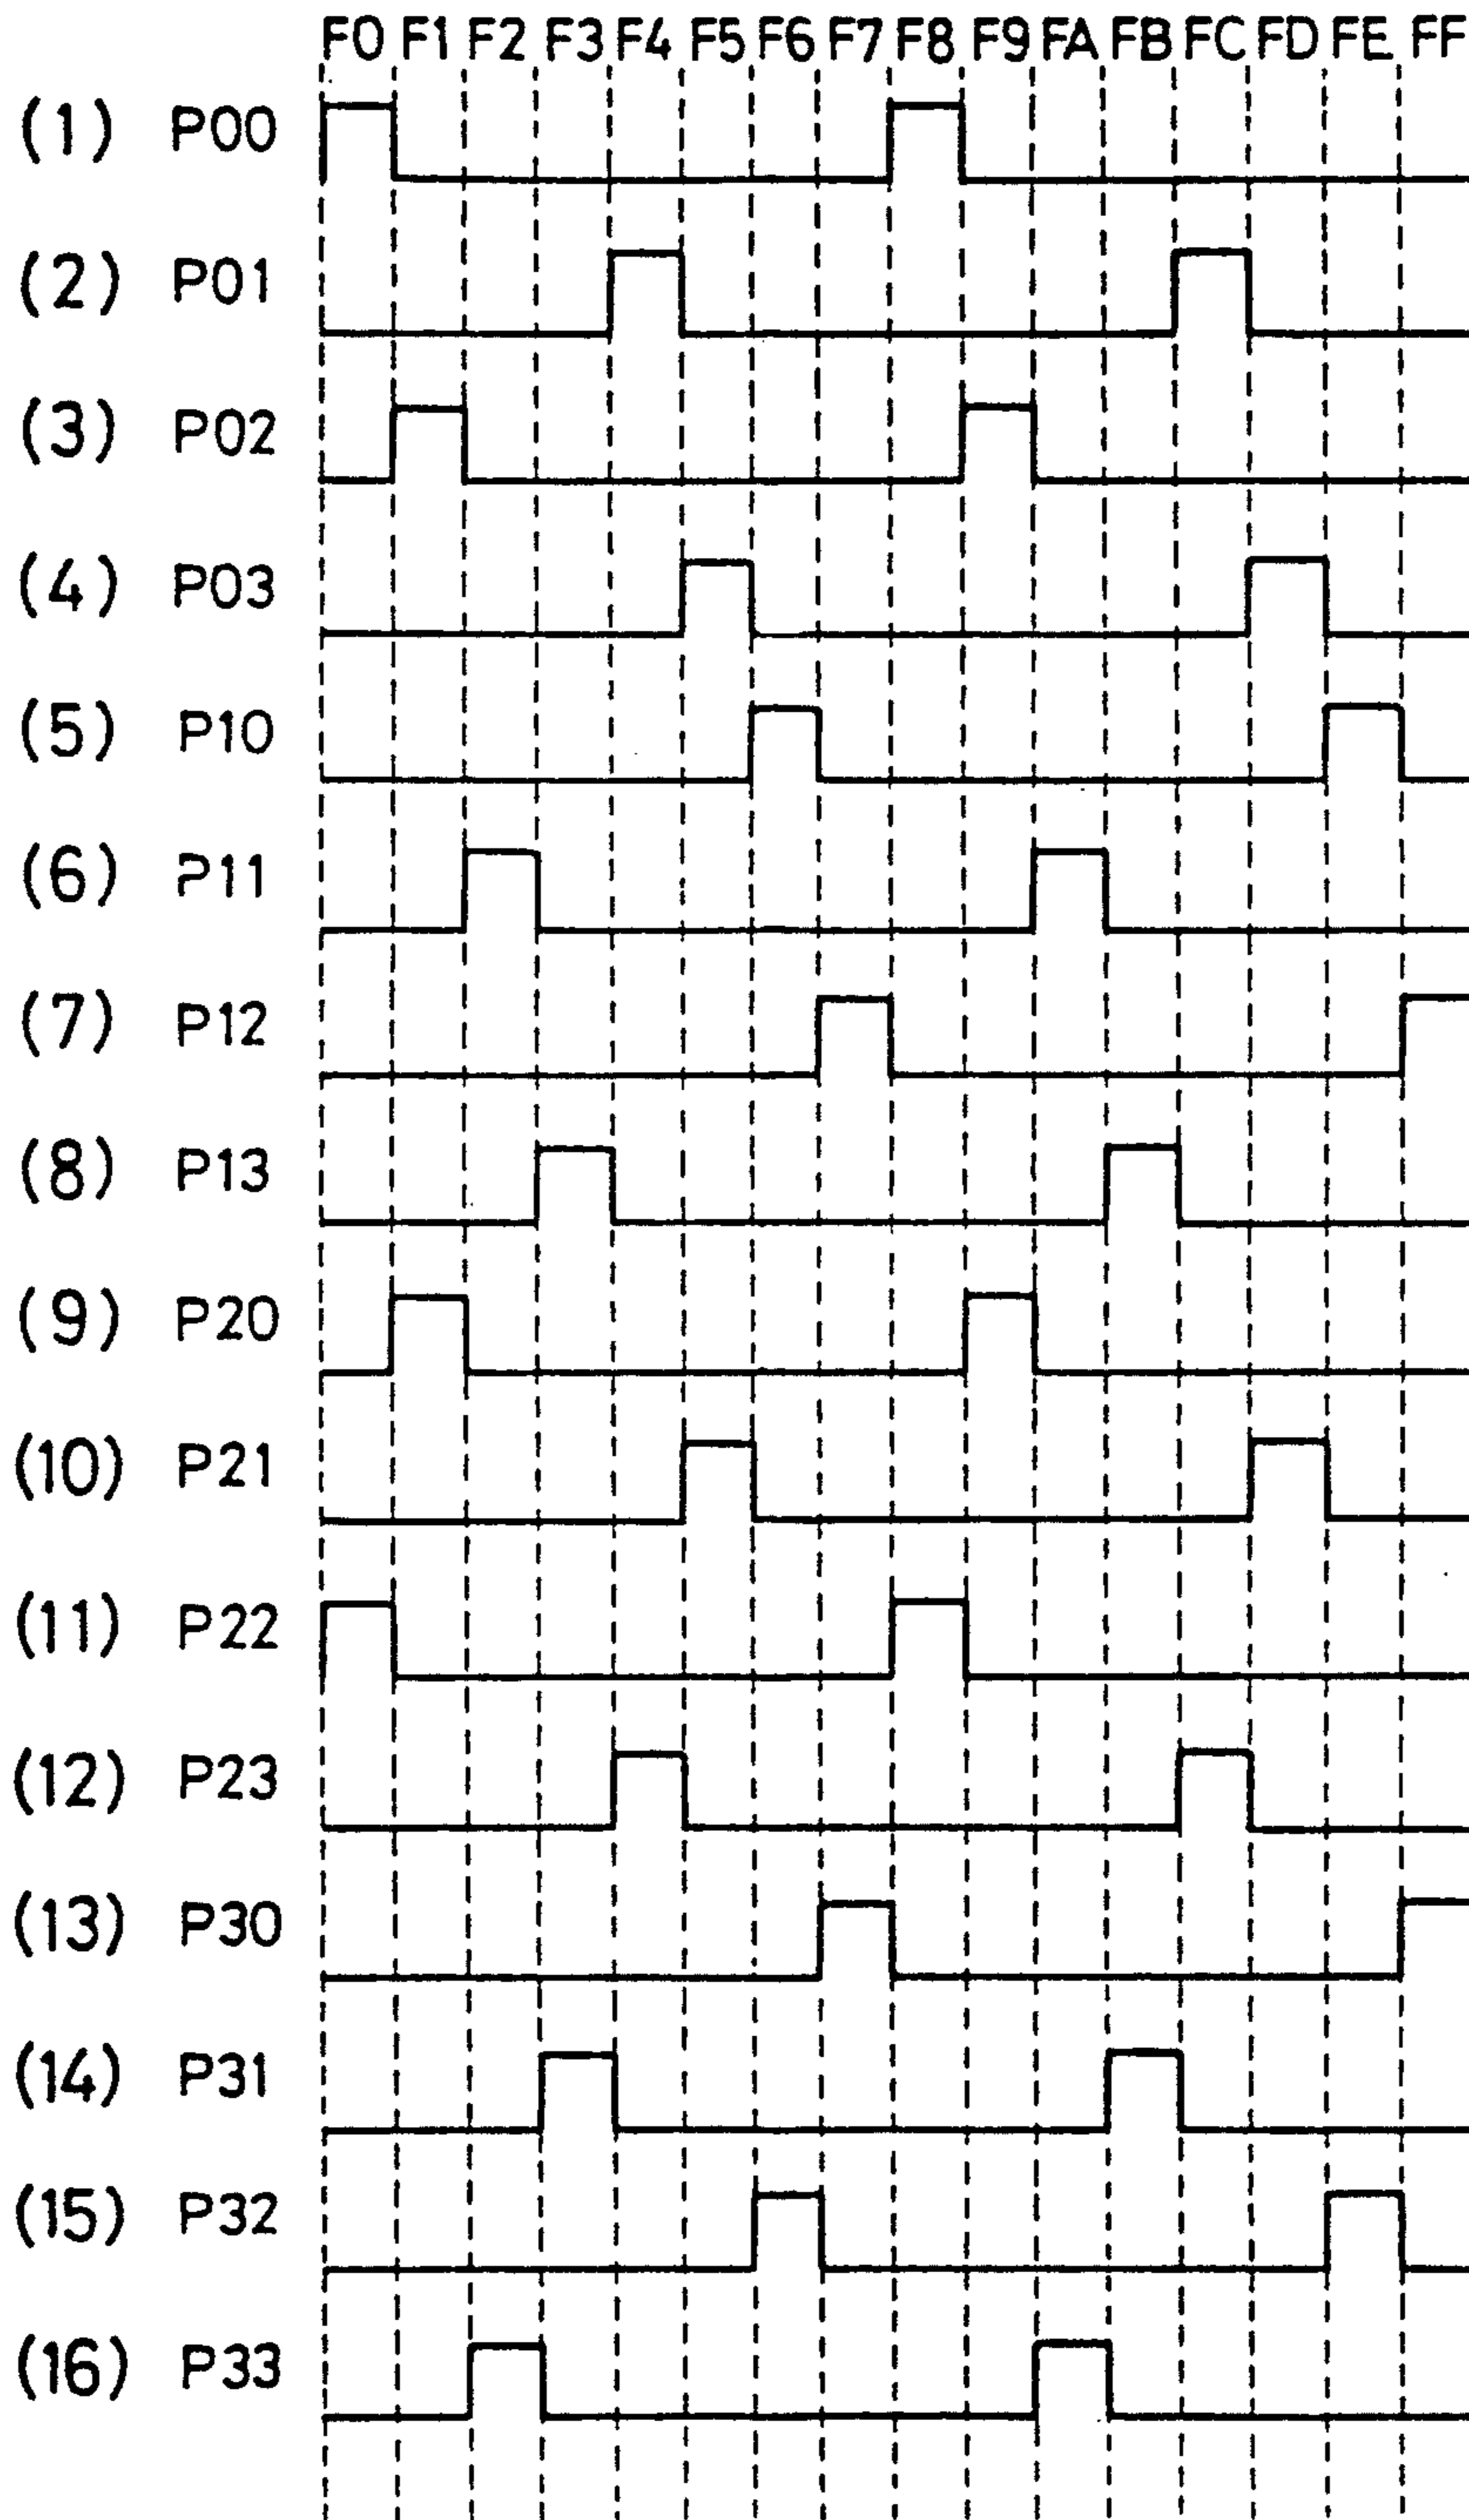 F0 F1 F2 F3 F4 F5 F6 F7 F8 F9 FA FB FC FD FE FF
(1) P00
(2) P01
(3) P02
(4) P03
(5) P10
(6) P11
(7) P12
(8) P13
(9) P20
(10) P21
(11) P22
(12) P23
(13) P30
(14) P31
(15) P32
(16) P33